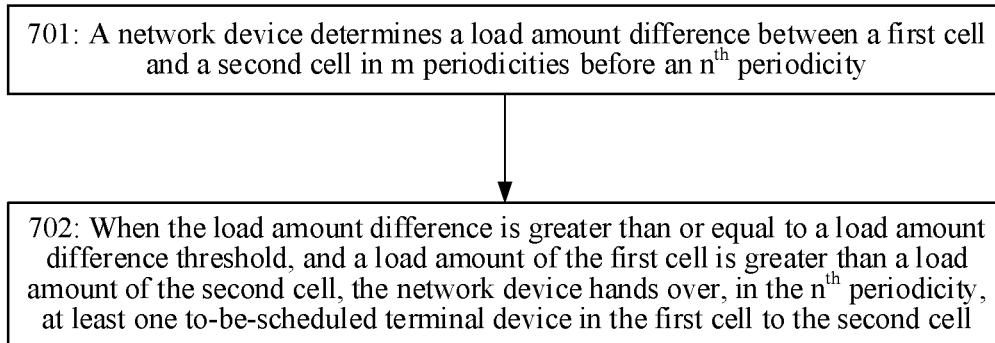 701: A network device determines a load amount difference between a first cell
and a second cell in m periodicities before an nth periodicity
702: When the load amount difference is greater than or equal to a load amount
difference threshold, and a load amount of the first cell is greater than a load
amount of the second cell, the network device hands over, in the nth periodicity,
at least one to-be-scheduled terminal device in the first cell to the second cell